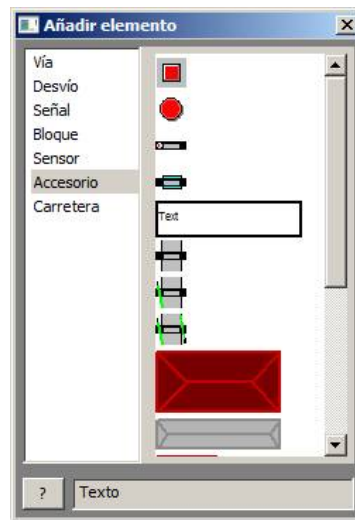 Añadir elemento
Vía
Desvío
Señal
Bloque
Sensor
Accesorio
Carretera
Text
?
Texto